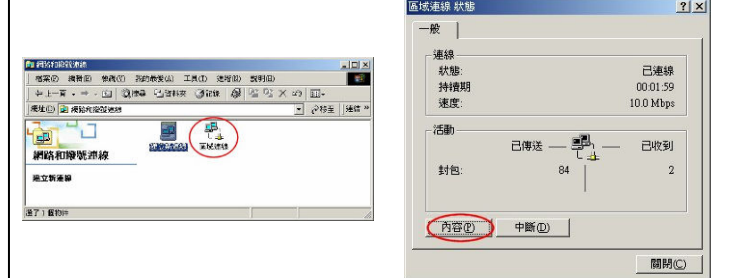 網路和撥號連線
檔案(F) 編輯(E) 檢視(V) 我的最愛(A) 工具(T) 進階(N) 說明(H)
上一頁 搜尋 資料夾 記錄
網址(D) 網路和撥號連線 移至 連結 »
網路和撥號連線
建立新連線
區域連線
選了 1 個物件
區域連線 狀態
一般
連線
狀態: 已連線
持續期 00:01:59
速度: 10.0 Mbps
活動
已傳送 已收到
封包: 84 2
內容(P) 中斷(D)
關閉(C)